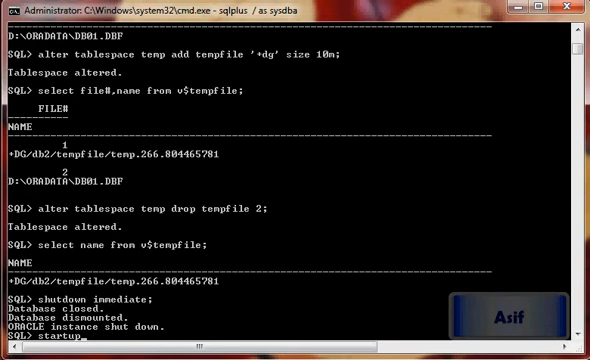 Administrator: C:\Windows\system32\cmd.exe - sqlplus / as sysdba
D:\ORADATA\DB01.DBF
SQL> alter tablespace temp add tempfile '+dg' size 10m;
Tablespace altered.
SQL> select file#,name from v$tempfile;
FILE#
----------
NAME
--------------------------------------------------------------------------------
1
+DG/db2/tempfile/temp.266.804465781
2
D:\ORADATA\DB01.DBF
SQL> alter tablespace temp drop tempfile 2;
Tablespace altered.
SQL> select name from v$tempfile;
NAME
--------------------------------------------------------------------------------
+DG/db2/tempfile/temp.266.804465781
SQL> shutdown immediate;
Database closed.
Database dismounted.
ORACLE instance shut down.
SQL> startup_
Asif